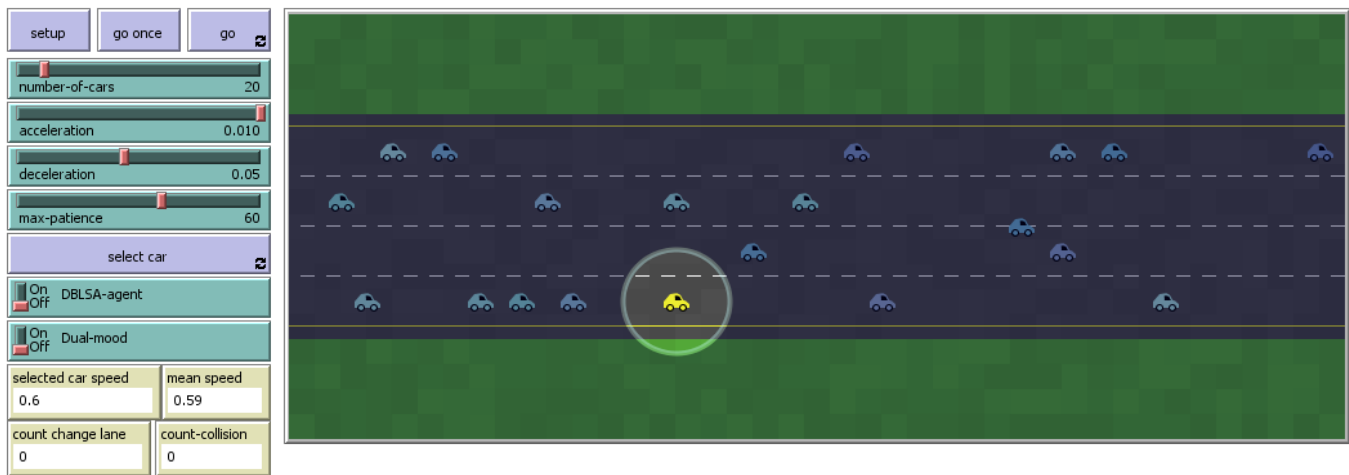 setup
go once
go
number-of-cars 20
acceleration 0.010
deceleration 0.05
max-patience 60
select car
On
Off
DBLSA-agent
On
Off
Dual-mood
selected car speed
0.6
mean speed
0.59
count change lane
0
count-collision
0